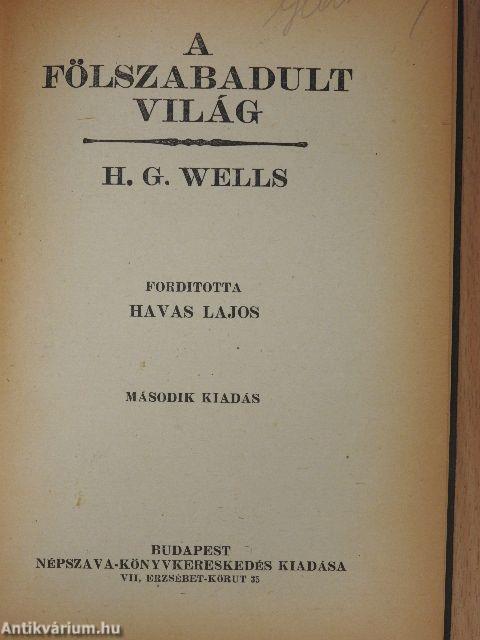 A
FÖLSZABADULT
VILÁG
H. G. WELLS
FORDITOTTA
HAVAS LAJOS
MÁSODIK KIADÁS
BUDAPEST
NÉPSZAVA-KÖNYVKERESKEDÉS KIADÁSA
VII, ERZSÉBET-KÖRUT 35
Antikvárium.hu